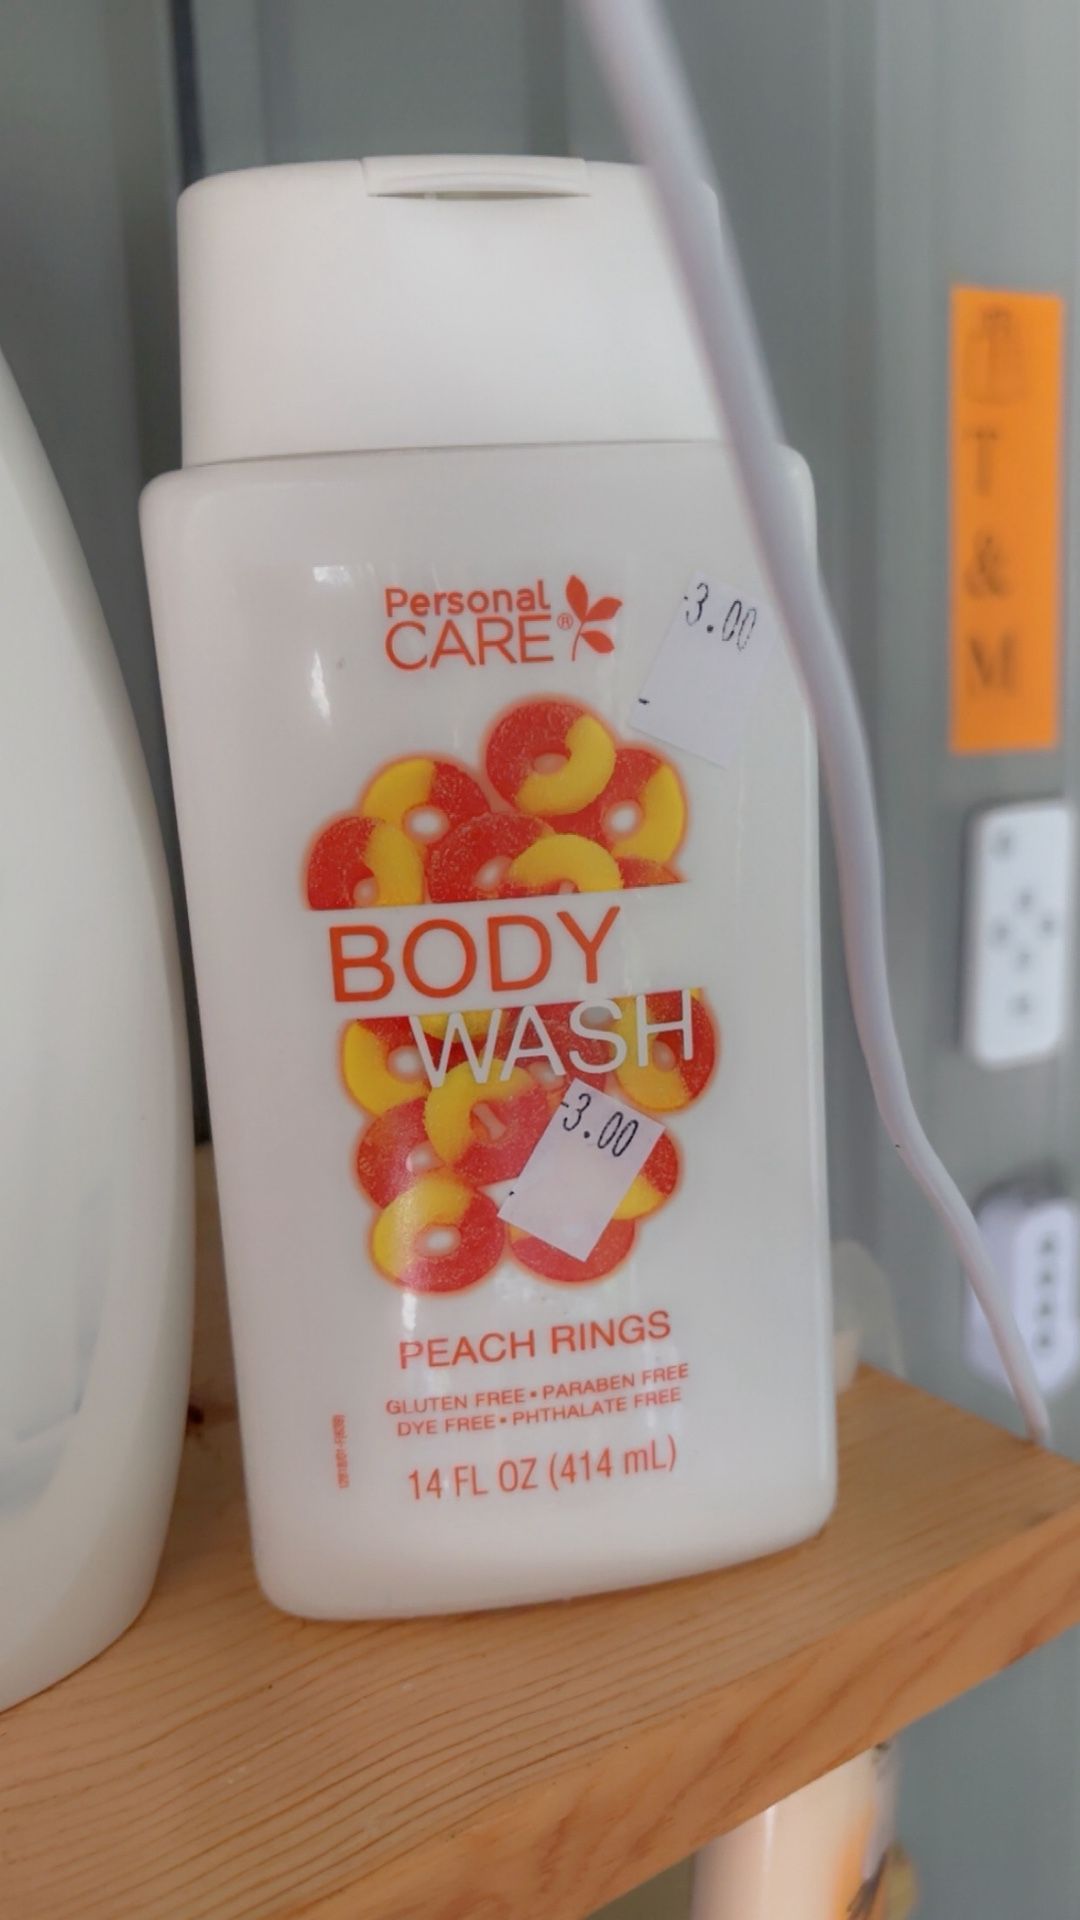 Personal
CARE®
3.00
BODY
WASH
3.00
PEACH RINGS
GLUTEN FREE • PARABEN FREE
DYE FREE • PHTHALATE FREE
14 FL OZ (414 mL)
T
&
M